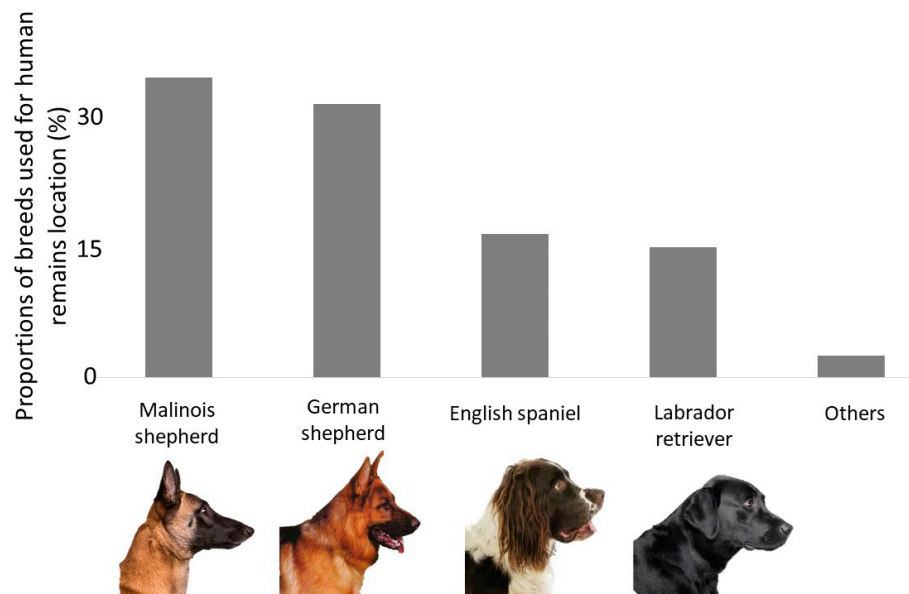 Proportions of breeds used for human
remains location (%)
30
15
0
Malinois
shepherd
German
shepherd
English spaniel
Labrador
retriever
Others